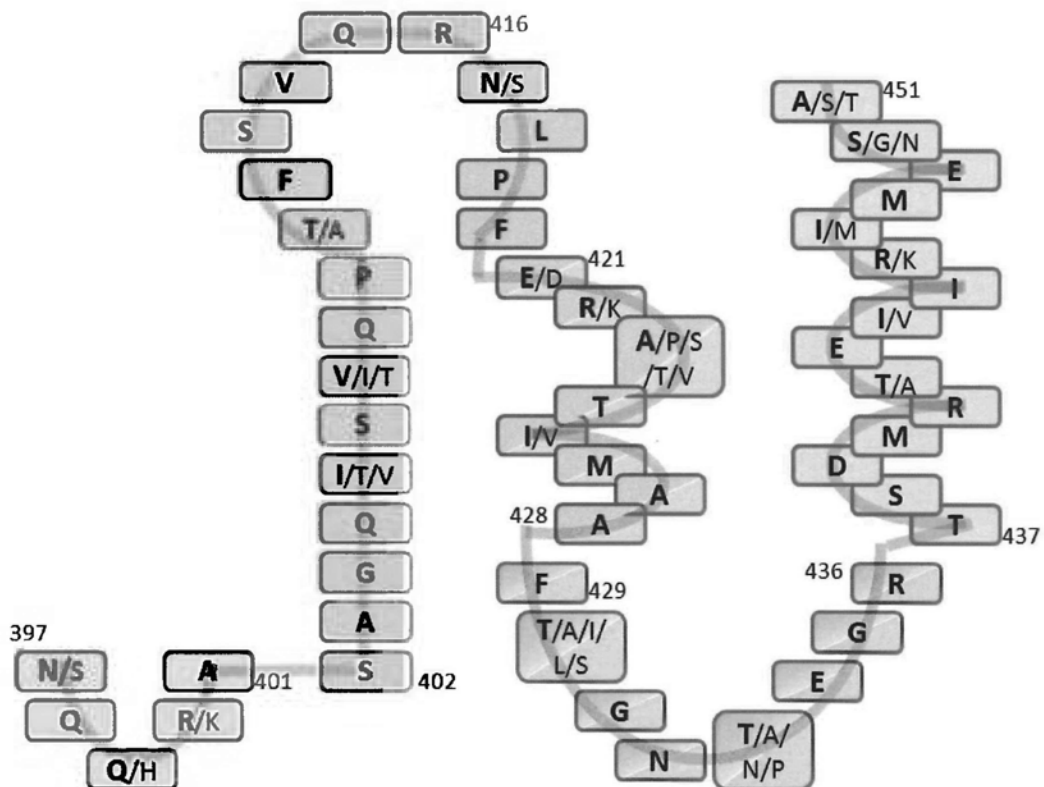 397
N/S
Q
Q/H
R/K
A
401
S
402
A
G
Q
I/T/V
S
V/I/T
Q
P
T/A
F
S
V
Q
R
416
N/S
L
P
F
E/D
421
R/K
A/P/S
/T/V
T
I/V
M
A
A
428
F
429
T/A/I/
L/S
G
N
T/A/
N/P
E
G
R
436
T
437
S
D
M
R
T/A
E
I/V
I
R/K
I/M
M
E
S/G/N
A/S/T
451